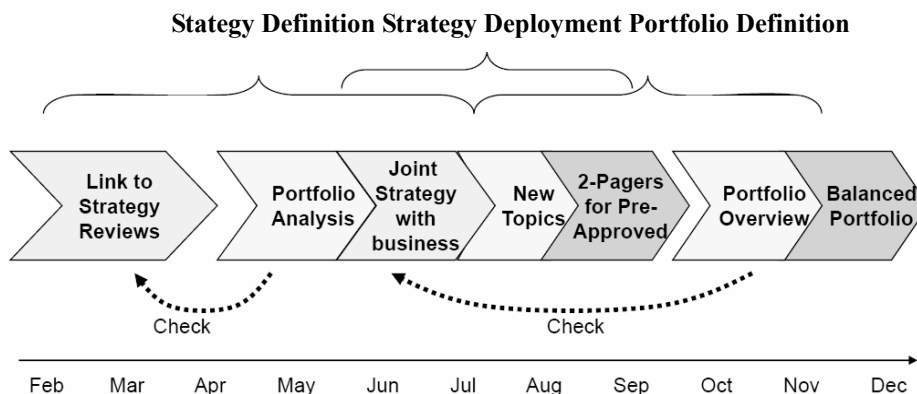 Stategy Definition Strategy Deployment Portfolio Definition
Link to
Strategy
Reviews
Portfolio
Analysis
Joint
Strategy
with
business
New
Topics
2-Pagers
for Pre-
Approved
Portfolio
Overview
Balanced
Portfolio
Check
Check
Feb Mar Apr May Jun Jul Aug Sep Oct Nov Dec